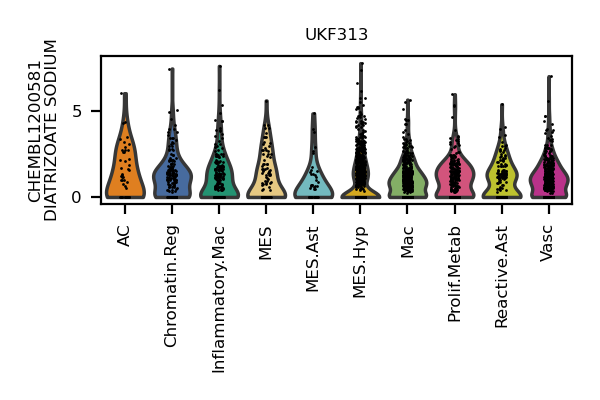 UKF313
CHEMBL1200581
DIATRIZOATE SODIUM
5
0
AC
Chromatin.Reg
Inflammatory.Mac
MES
MES.Ast
MES.Hyp
Mac
Prolif.Metab
Reactive.Ast
Vasc